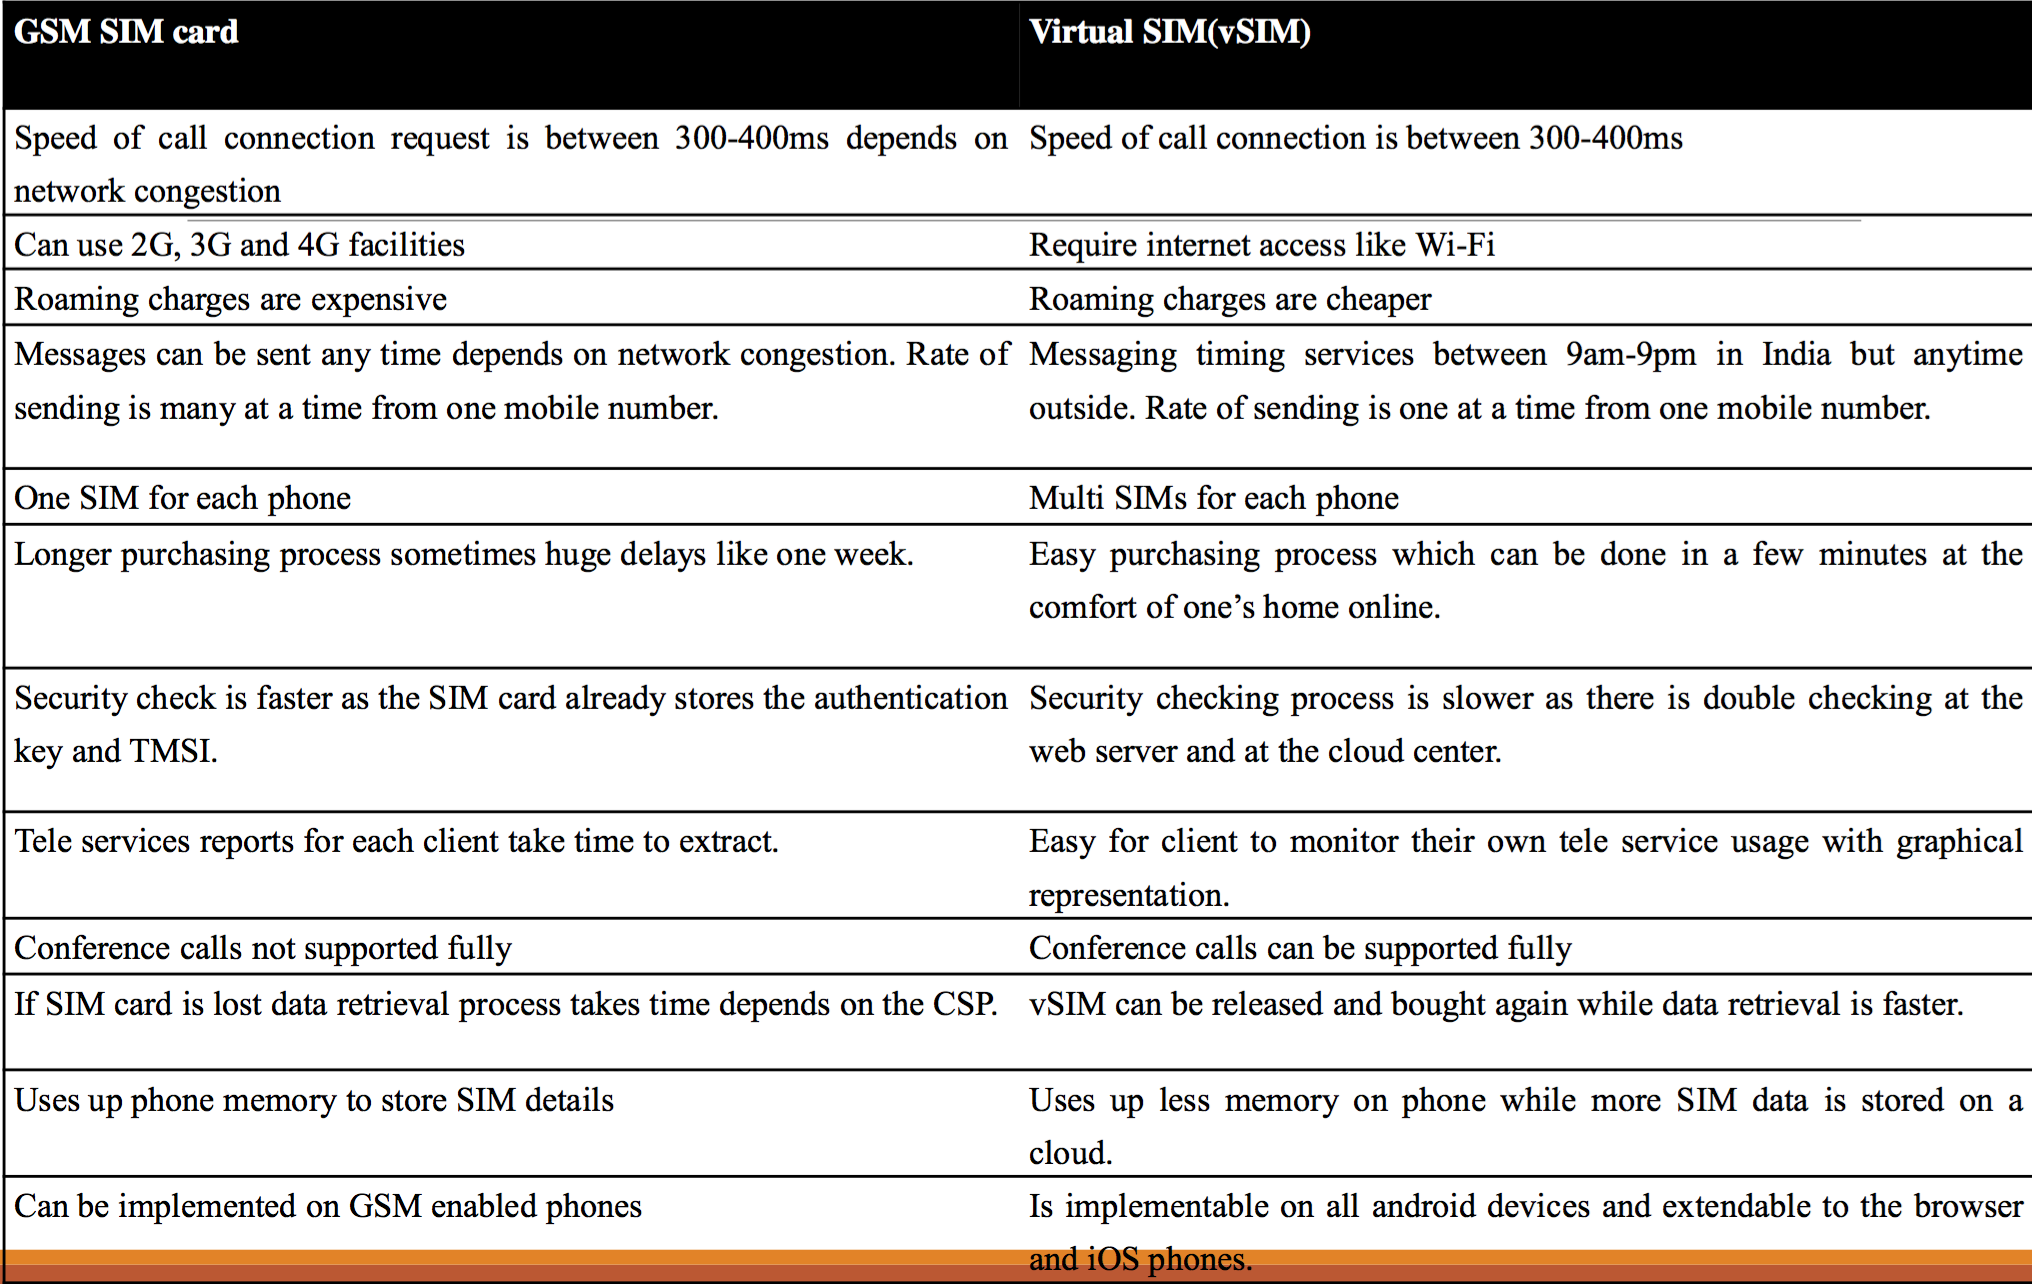 GSM SIM card
Virtual SIM(vSIM)
Speed of call connection request is between 300-400ms depends on
network congestion
Speed of call connection is between 300-400ms
Can use 2G, 3G and 4G facilities
Require internet access like Wi-Fi
Roaming charges are expensive
Roaming charges are cheaper
Messages can be sent any time depends on network congestion. Rate of
sending is many at a time from one mobile number.
Messaging timing services between 9am-9pm in India but anytime
outside. Rate of sending is one at a time from one mobile number.
One SIM for each phone
Multi SIMs for each phone
Longer purchasing process sometimes huge delays like one week.
Easy purchasing process which can be done in a few minutes at the
comfort of one’s home online.
Security check is faster as the SIM card already stores the authentication
key and TMSI.
Security checking process is slower as there is double checking at the
web server and at the cloud center.
Tele services reports for each client take time to extract.
Easy for client to monitor their own tele service usage with graphical
representation.
Conference calls not supported fully
Conference calls can be supported fully
If SIM card is lost data retrieval process takes time depends on the CSP.
vSIM can be released and bought again while data retrieval is faster.
Uses up phone memory to store SIM details
Uses up less memory on phone while more SIM data is stored on a
cloud.
Can be implemented on GSM enabled phones
Is implementable on all android devices and extendable to the browser
and iOS phones.